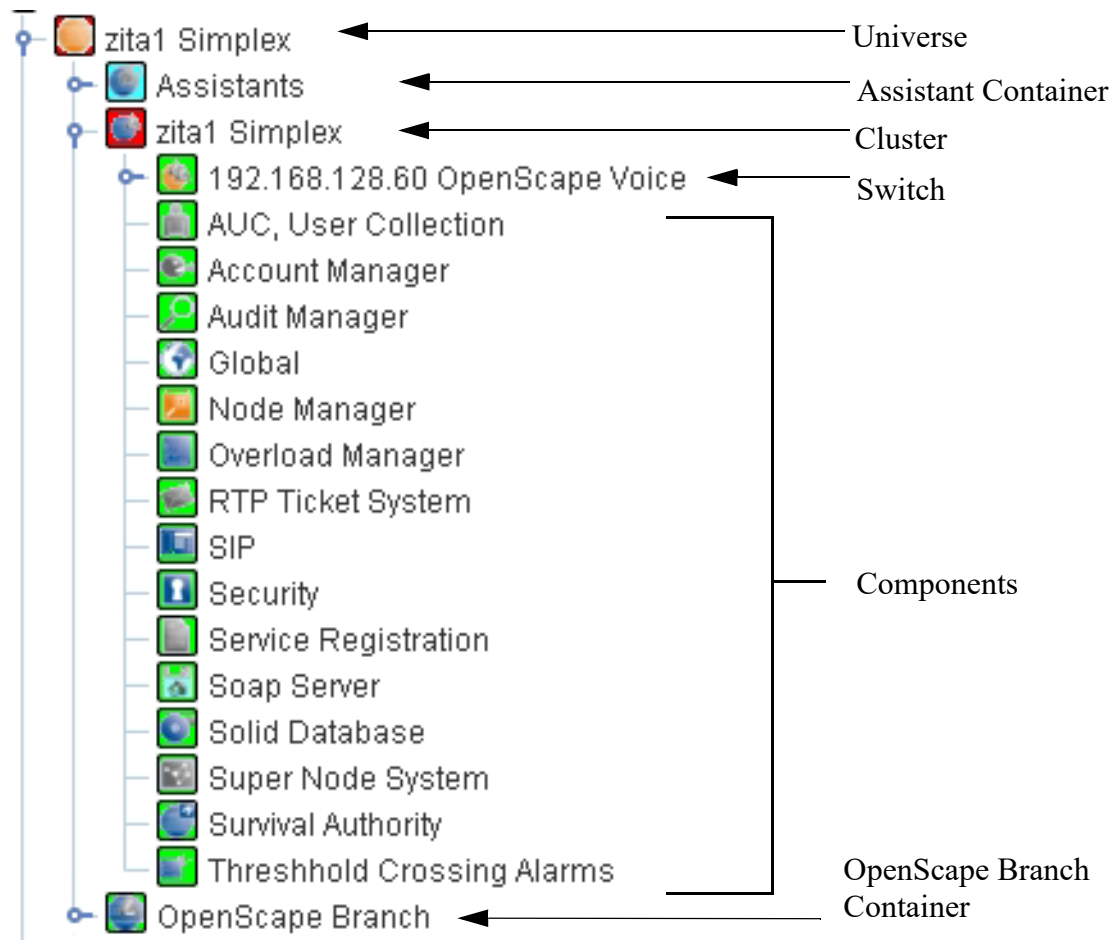 zita1 Simplex
Universe
Assistants
Assistant Container
zita1 Simplex
Cluster
192.168.128.60 OpenScape Voice
Switch
AUC, User Collection
Account Manager
Audit Manager
Global
Node Manager
Overload Manager
RTP Ticket System
SIP
Security
Components
Service Registration
Soap Server
Solid Database
Super Node System
Survival Authority
Threshhold Crossing Alarms
OpenScape Branch
OpenScape Branch
Container